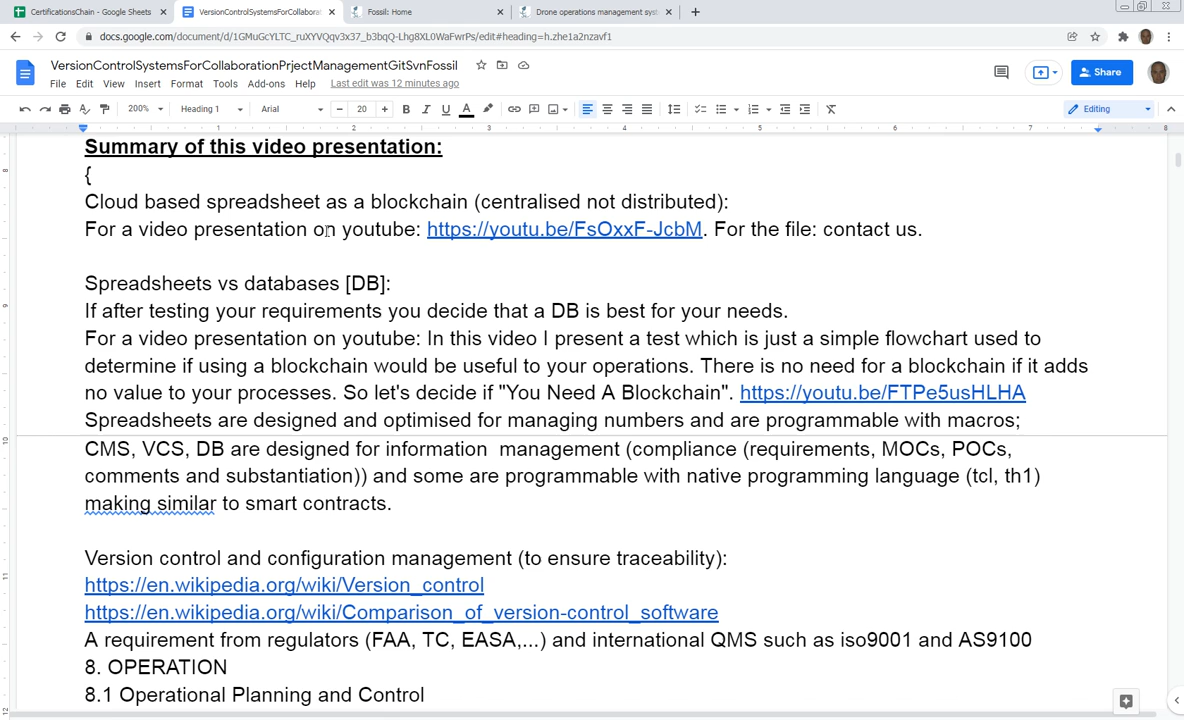 CertificationsChain - Google Sheets
VersionControlSystemsForCollaborat
Fossil: Home
Drone operations management syst
docs.google.com/document/d/1GMuGcYLTC_ruXYVQqv3x37_b3bqQ-Lhg8XL0WaFwrPs/edit#heading=h.zhe1a2nzavf1
VersionControlSystemsForCollaborationPrjectManagementGitSvnFossil
File Edit View Insert Format Tools Add-ons Help Last edit was 12 minutes ago
Share
200% Heading 1 Arial 20 B I U A Editing
1 2 3 4 5 6 7 8
Summary of this video presentation:
{
Cloud based spreadsheet as a blockchain (centralised not distributed):
For a video presentation on youtube: https://youtu.be/FsOxxF-JcbM. For the file: contact us.
Spreadsheets vs databases [DB]:
If after testing your requirements you decide that a DB is best for your needs.
For a video presentation on youtube: In this video I present a test which is just a simple flowchart used to
determine if using a blockchain would be useful to your operations. There is no need for a blockchain if it adds
no value to your processes. So let's decide if "You Need A Blockchain". https://youtu.be/FTPe5usHLHA
Spreadsheets are designed and optimised for managing numbers and are programmable with macros;
CMS, VCS, DB are designed for information management (compliance (requirements, MOCs, POCs,
comments and substantiation)) and some are programmable with native programming language (tcl, th1)
making similar to smart contracts.
Version control and configuration management (to ensure traceability):
https://en.wikipedia.org/wiki/Version_control
https://en.wikipedia.org/wiki/Comparison_of_version-control_software
A requirement from regulators (FAA, TC, EASA,...) and international QMS such as iso9001 and AS9100
8. OPERATION
8.1 Operational Planning and Control